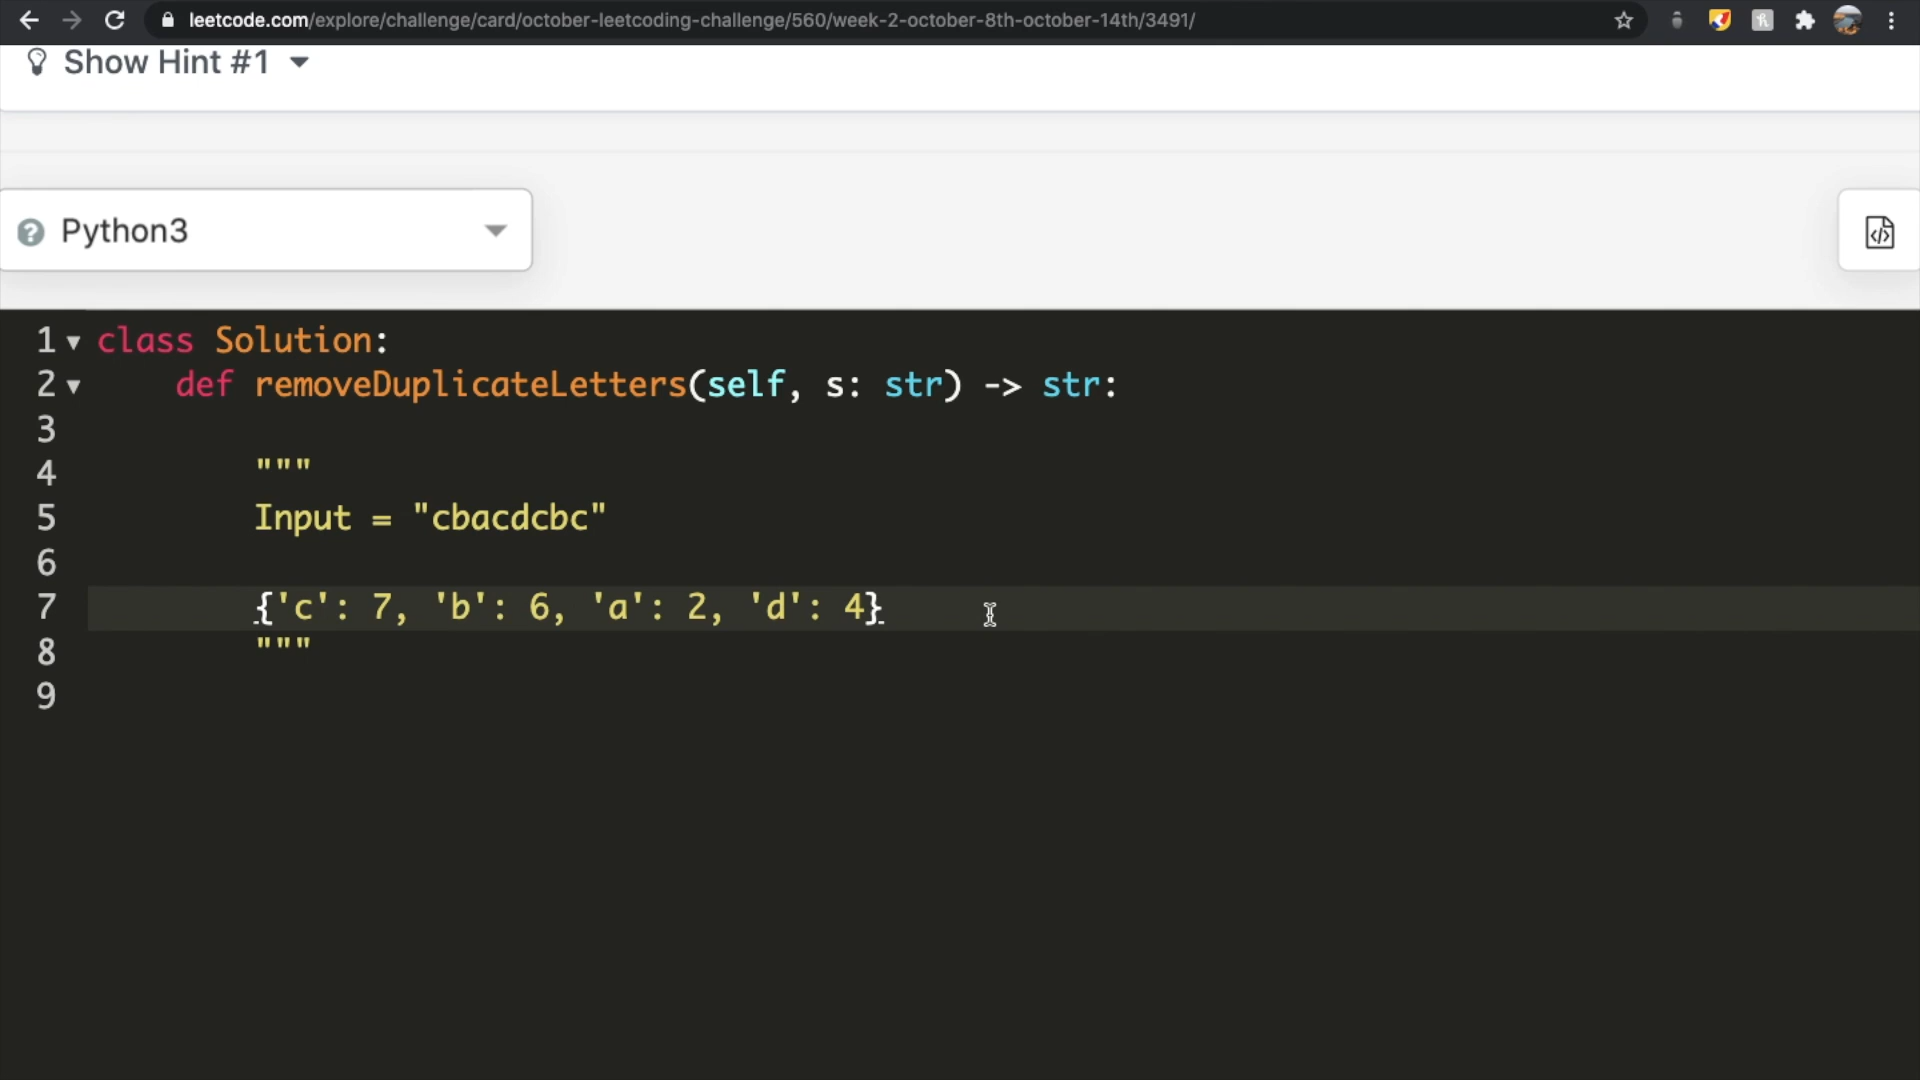 leetcode.com/explore/challenge/card/october-leetcoding-challenge/560/week-2-october-8th-october-14th/3491/
Show Hint #1
Python3
1 class Solution:
2 def removeDuplicateLetters(self, s: str) -> str:
3
4 """
5 Input = "cbacdcbc"
6
7 {'c': 7, 'b': 6, 'a': 2, 'd': 4}
8 """
9